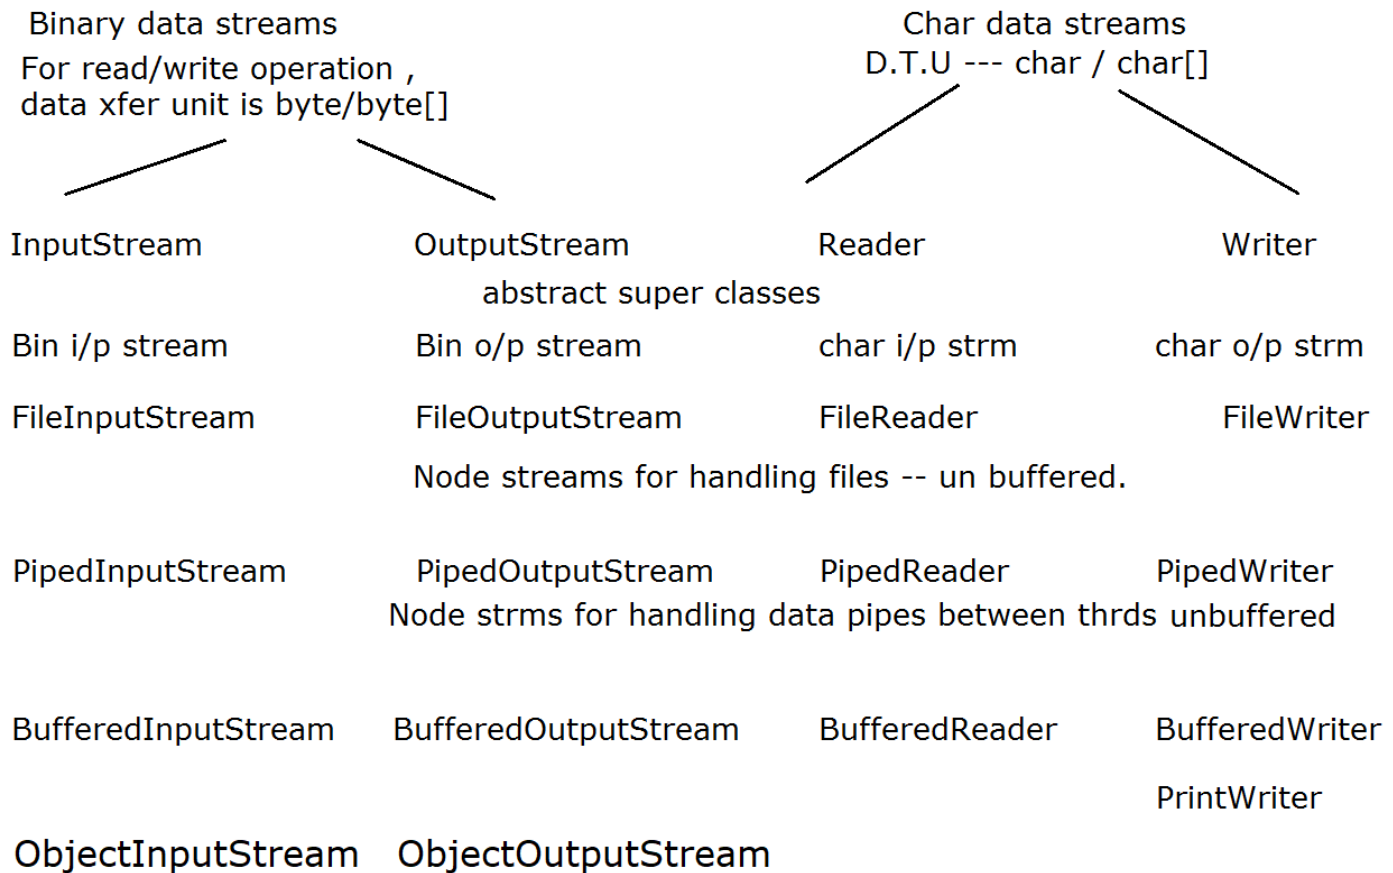 Binary data streams
For read/write operation ,
data xfer unit is byte/byte[]
Char data streams
D.T.U --- char / char[]
InputStream OutputStream Reader Writer
abstract super classes
Bin i/p stream Bin o/p stream char i/p strm char o/p strm
FileInputStream FileOutputStream FileReader FileWriter
Node streams for handling files -- un buffered.
PipedInputStream PipedOutputStream PipedReader PipedWriter
Node strms for handling data pipes between thrds unbuffered
BufferedInputStream BufferedOutputStream BufferedReader BufferedWriter
PrintWriter
ObjectInputStream ObjectOutputStream